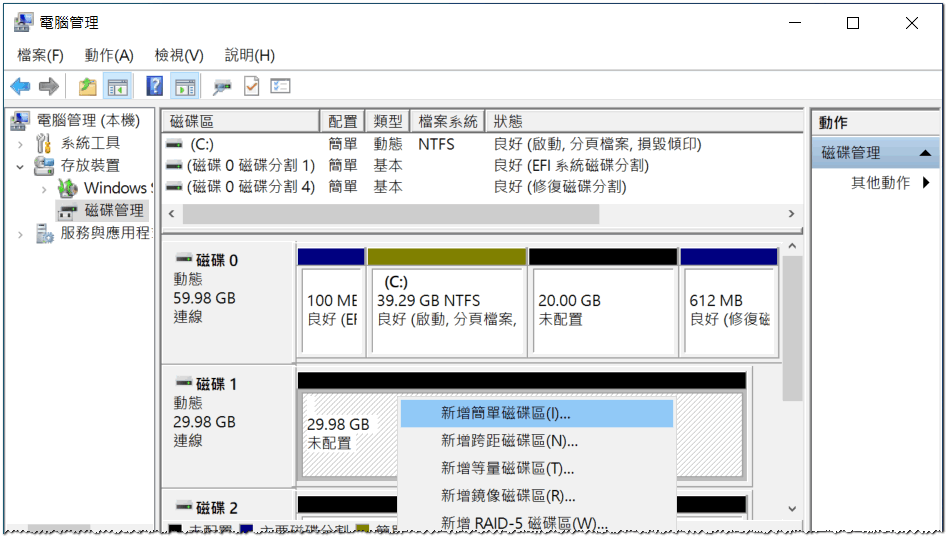 電腦管理
檔案(F) 動作(A) 檢視(V) 說明(H)
電腦管理 (本機)
系統工具
存放裝置
Windows
磁碟管理
服務與應用程
磁碟區 配置 類型 檔案系統 狀態
(C:) 簡單 動態 NTFS 良好 (啟動, 分頁檔案, 損毀傾印)
(磁碟 0 磁碟分割 1) 簡單 基本 良好 (EFI 系統磁碟分割)
(磁碟 0 磁碟分割 4) 簡單 基本 良好 (修復磁碟分割)
磁碟 0
動態
59.98 GB
連線
100 ME
良好 (EF
(C:)
39.29 GB NTFS
良好 (啟動, 分頁檔案,
20.00 GB
未配置
612 MB
良好 (修復磁
磁碟 1
動態
29.98 GB
連線
29.98 GB
未配置
新增簡單磁碟區(I)...
新增跨距磁碟區(N)...
新增等量磁碟區(T)...
新增鏡像磁碟區(R)...
新增 RAID-5 磁碟區(W)...
磁碟 2
未配置 主要磁碟分割
動作
磁碟管理
其他動作